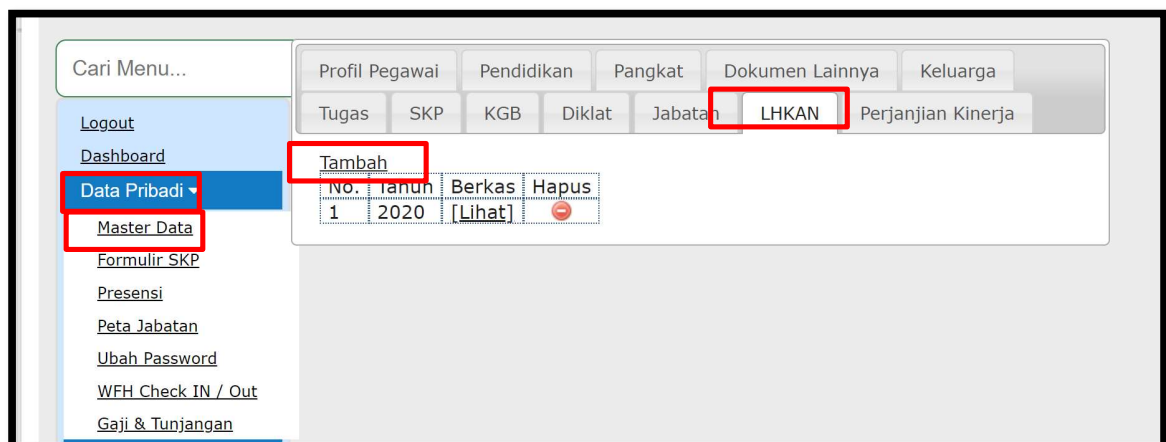 Cari Menu...
Logout
Dashboard
Data Pribadi
Master Data
Formulir SKP
Presensi
Peta Jabatan
Ubah Password
WFH Check IN / Out
Gaji & Tunjangan
Profil Pegawai Pendidikan Pangkat Dokumen Lainnya Keluarga
Tugas SKP KGB Diklat Jabatan LHKAN Perjanjian Kinerja
Tambah
No. Tahun Berkas Hapus
1 2020 [Lihat]